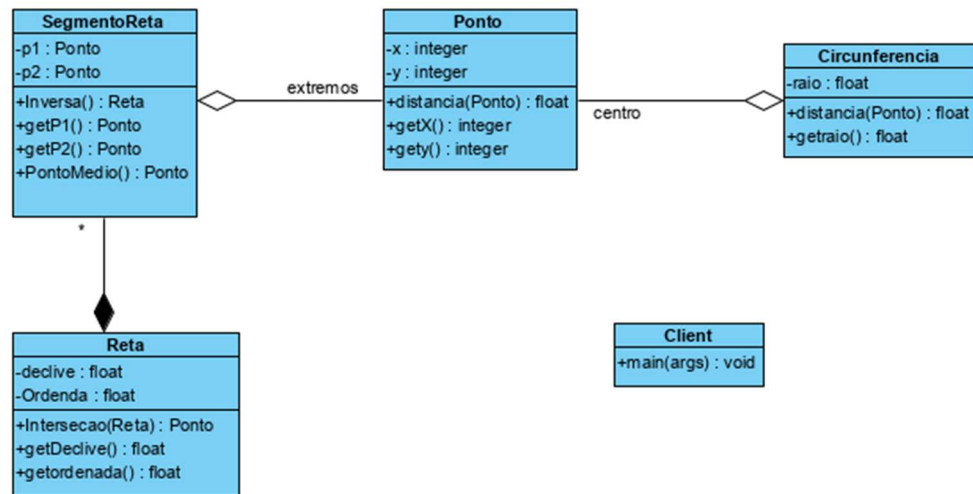 SegmentoReta
-p1 : Ponto
-p2 : Ponto
+Inversa() : Reta
+getP1() : Ponto
+getP2() : Ponto
+PontoMedio() : Ponto
extremos
Ponto
-x : integer
-y : integer
+distancia(Ponto) : float
+getX() : integer
+gety() : integer
centro
Circunferencia
-raio : float
+distancia(Ponto) : float
+getraio() : float
*
Reta
-declive : float
-Ordenda : float
+Intersecao(Reta) : Ponto
+getDeclive() : float
+getordenada() : float
Client
+main(args) : void